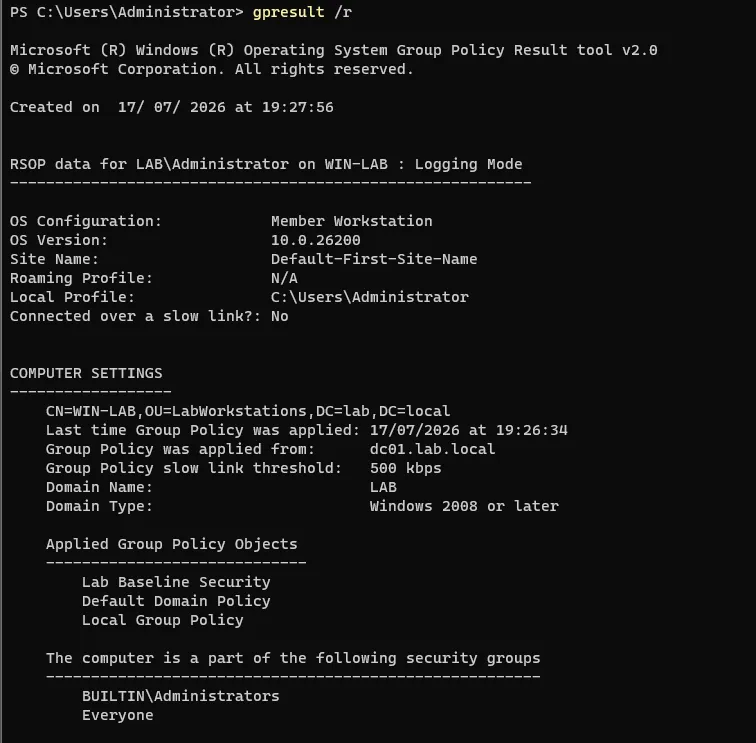 PS C:\Users\Administrator> gpresult /r
Microsoft (R) Windows (R) Operating System Group Policy Result tool v2.0
© Microsoft Corporation. All rights reserved.
Created on  17/ 07/ 2026 at 19:27:56
RSOP data for LAB\Administrator on WIN-LAB : Logging Mode
----------------------------------------------------------
OS Configuration:            Member Workstation
OS Version:                  10.0.26200
Site Name:                   Default-First-Site-Name
Roaming Profile:             N/A
Local Profile:               C:\Users\Administrator
Connected over a slow link?: No
COMPUTER SETTINGS
------------------
    CN=WIN-LAB,OU=LabWorkstations,DC=lab,DC=local
    Last time Group Policy was applied: 17/07/2026 at 19:26:34
    Group Policy was applied from:      dc01.lab.local
    Group Policy slow link threshold:   500 kbps
    Domain Name:                        LAB
    Domain Type:                        Windows 2008 or later
    Applied Group Policy Objects
    -----------------------------
        Lab Baseline Security
        Default Domain Policy
        Local Group Policy
    The computer is a part of the following security groups
    -------------------------------------------------------
        BUILTIN\Administrators
        Everyone